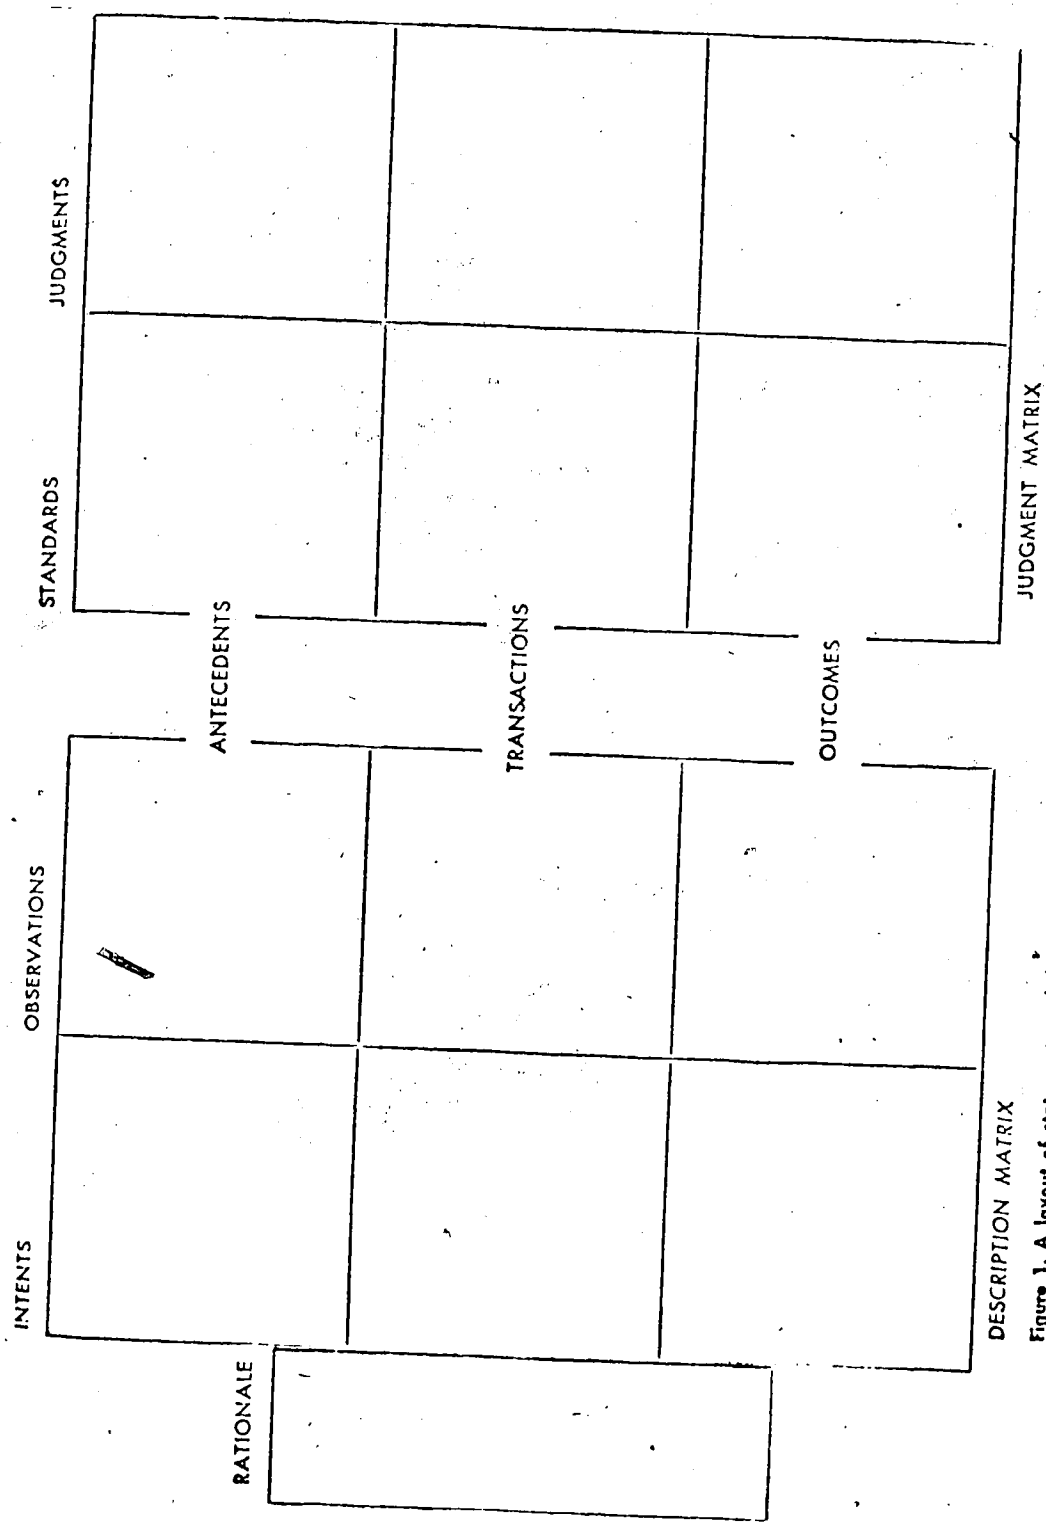 INTENTS
OBSERVATIONS
STANDARDS
JUDGMENTS
RATIONALE
ANTECEDENTS
TRANSACTIONS
OUTCOMES
DESCRIPTION MATRIX
JUDGMENT MATRIX
Figure 1. A layout of